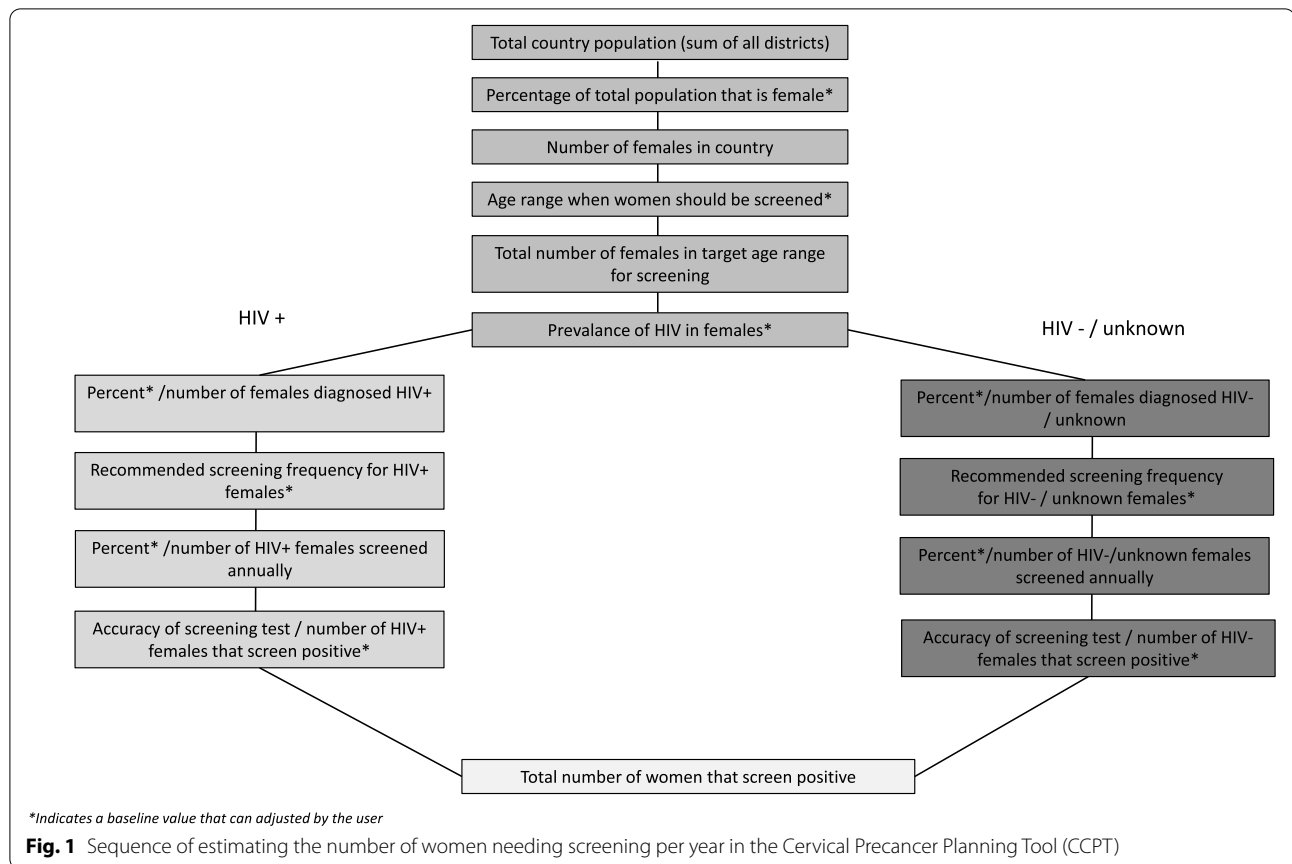 Total country population (sum of all districts)
Percentage of total population that is female*
Number of females in country
Age range when women should be screened*
Total number of females in target age range
for screening
Prevalance of HIV in females*
HIV +
Percent* /number of females diagnosed HIV+
Recommended screening frequency for HIV+
females*
Percent* /number of HIV+ females screened
annually
Accuracy of screening test / number of HIV+
females that screen positive*
HIV - / unknown
Percent*/number of females diagnosed HIV-
/ unknown
Recommended screening frequency
for HIV- / unknown females*
Percent*/number of HIV-/unknown females
screened annually
Accuracy of screening test / number of HIV-
females that screen positive*
Total number of women that screen positive
*Indicates a baseline value that can adjusted by the user
Fig. 1 Sequence of estimating the number of women needing screening per year in the Cervical Precancer Planning Tool (CCPT)